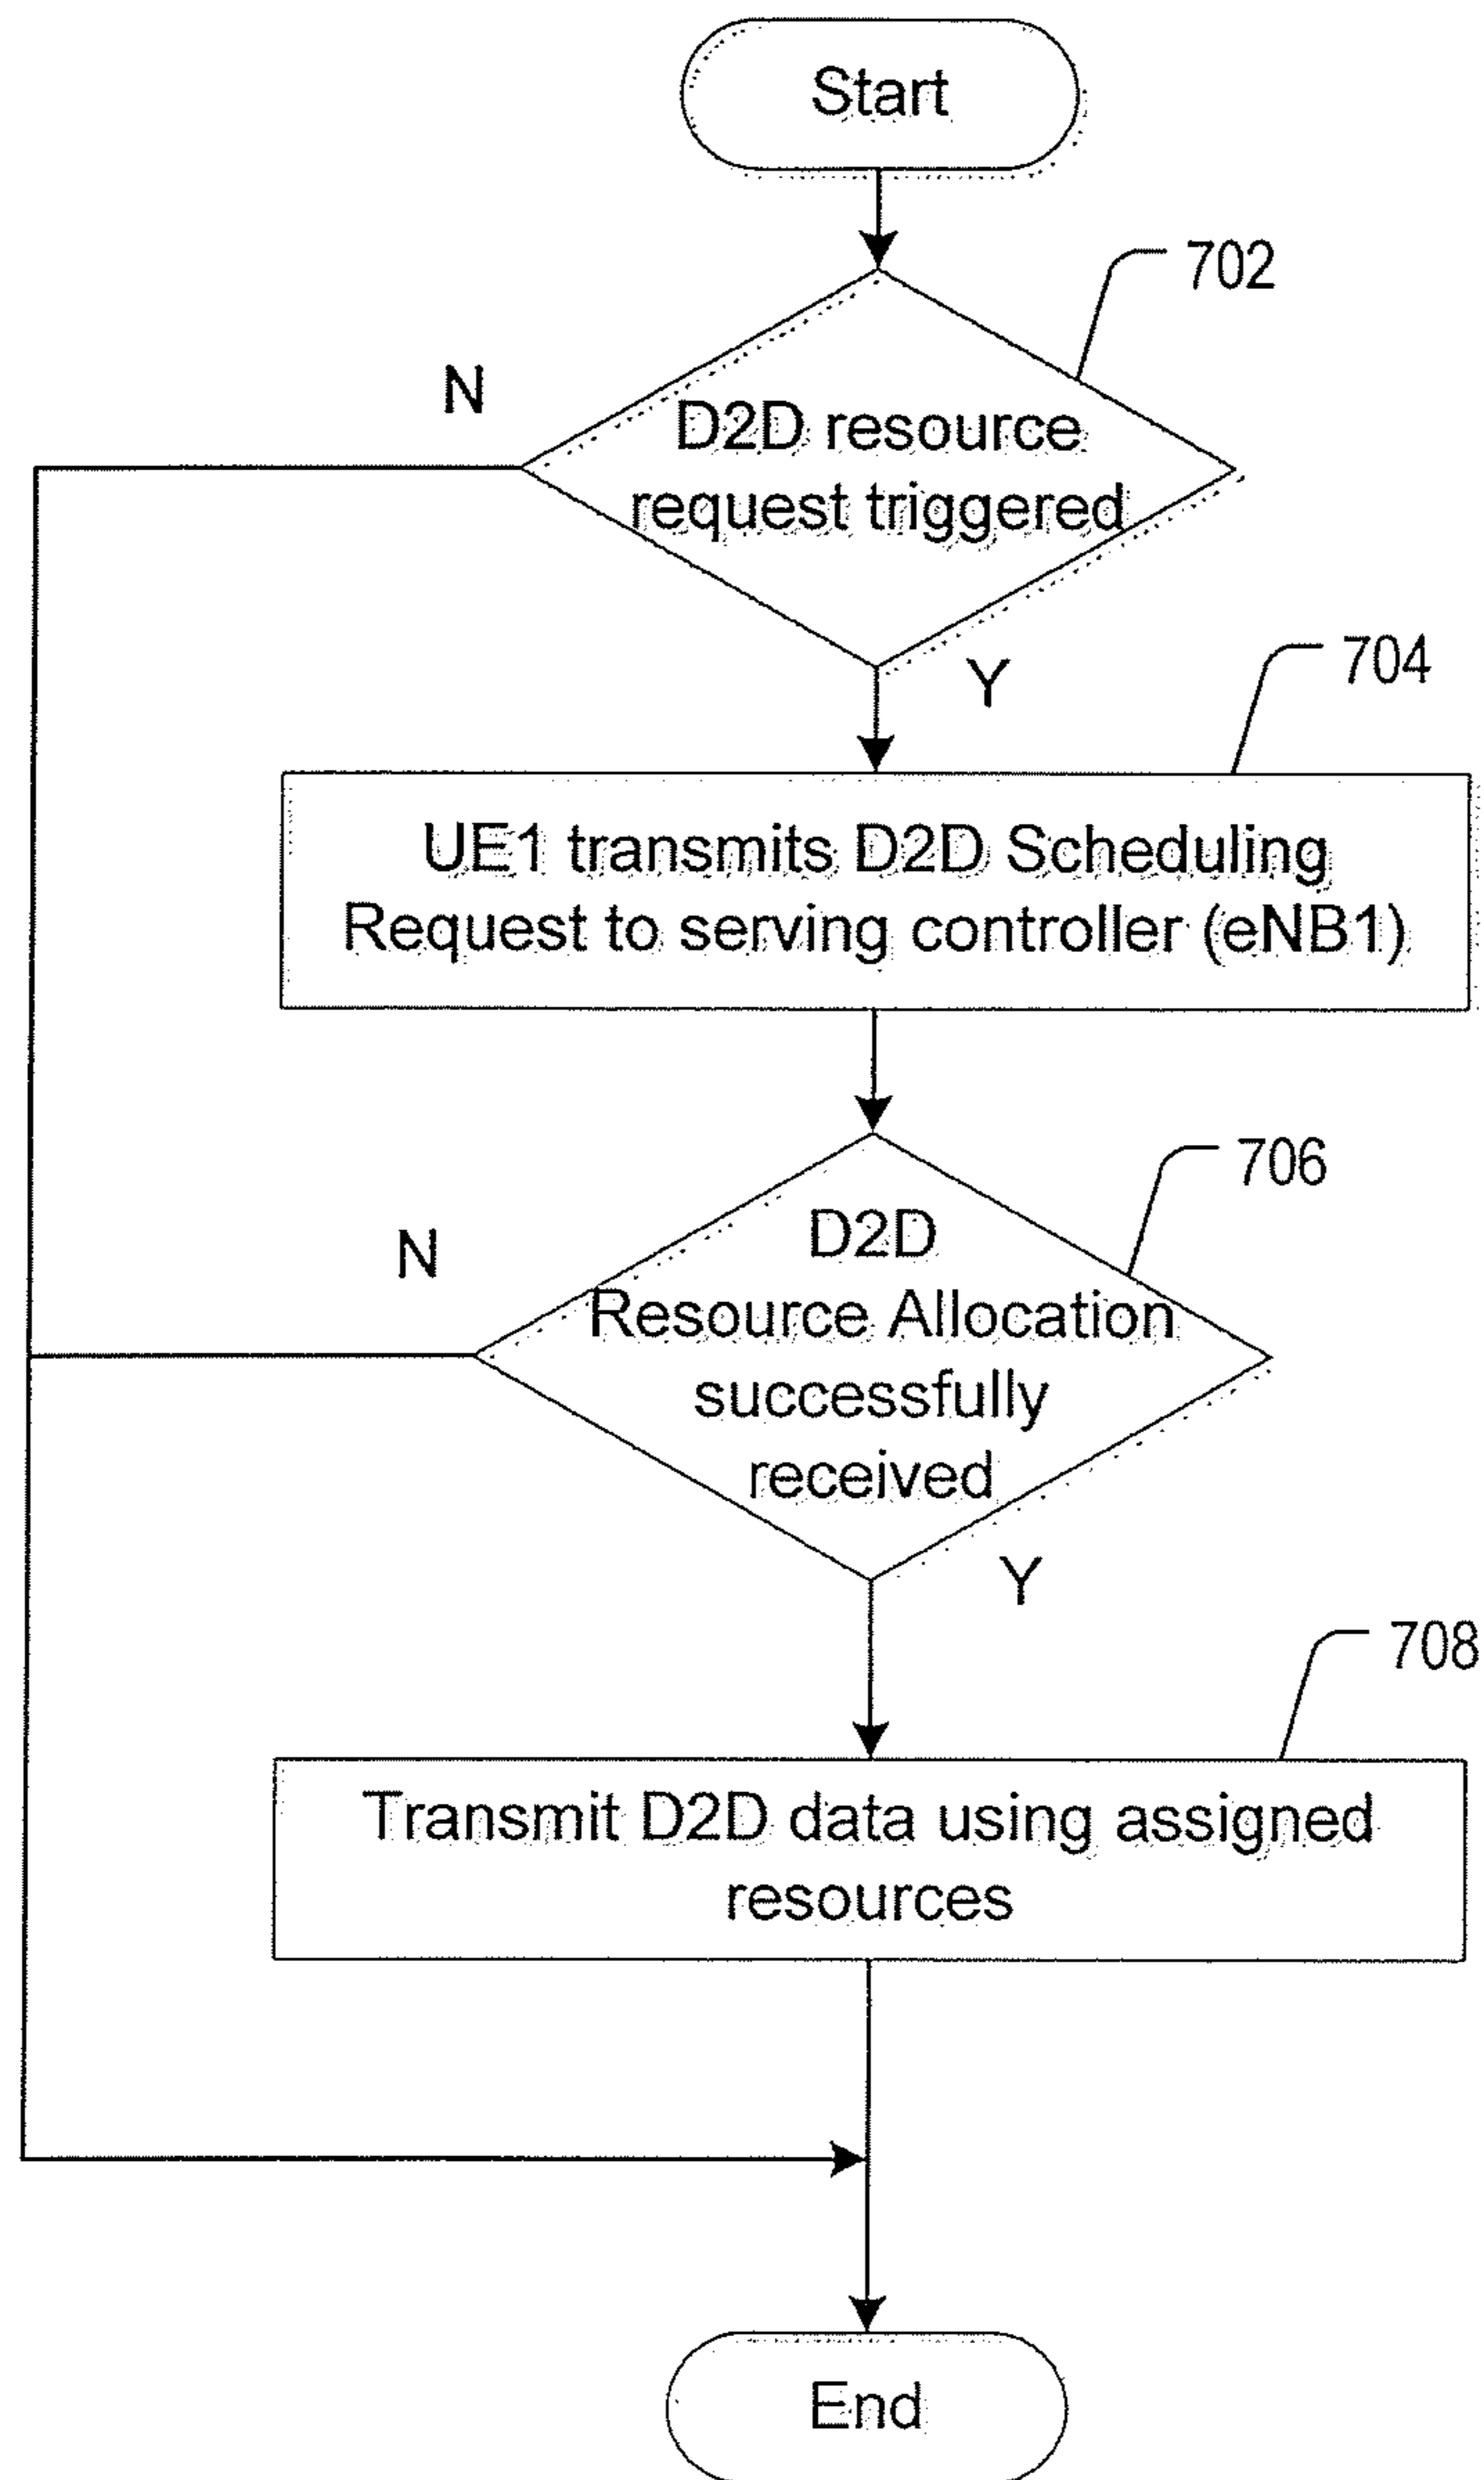 Start
702
N
D2D resource
request triggered
Y
704
UE1 transmits D2D Scheduling
Request to serving controller (eNB1)
706
N
D2D
Resource Allocation
successfully
received
Y
708
Transmit D2D data using assigned
resources
End